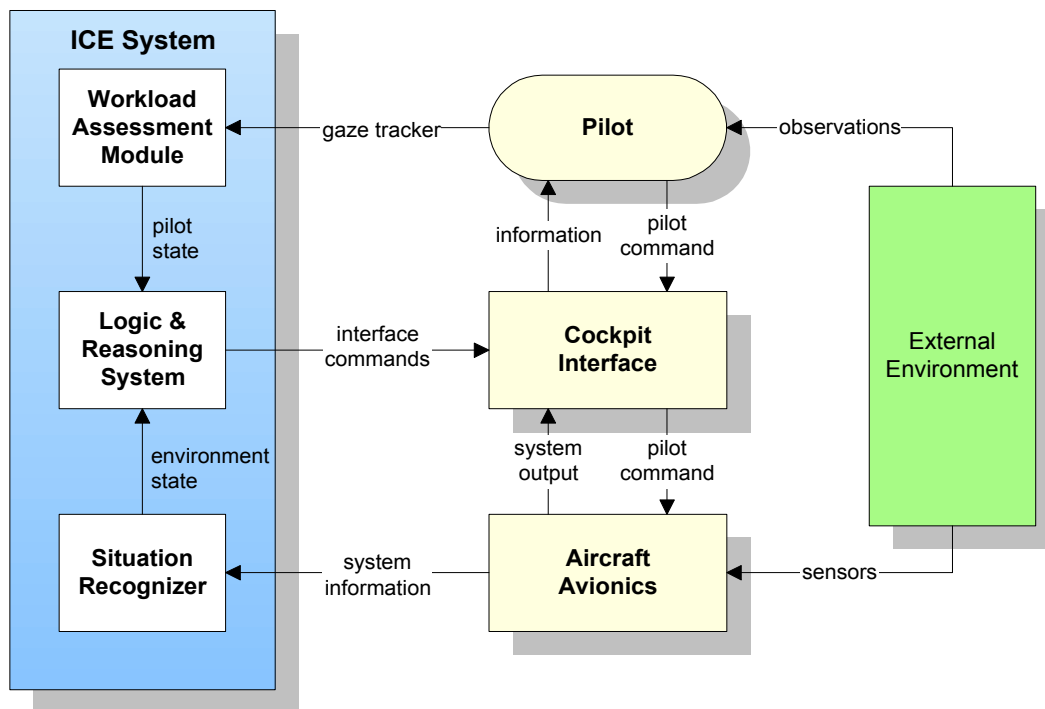 ICE System
Workload
Assessment
Module
gaze tracker
Pilot
observations
pilot
state
information
pilot
command
Logic &
Reasoning
System
interface
commands
Cockpit
Interface
External
Environment
environment
state
system
output
pilot
command
Situation
Recognizer
system
information
Aircraft
Avionics
sensors